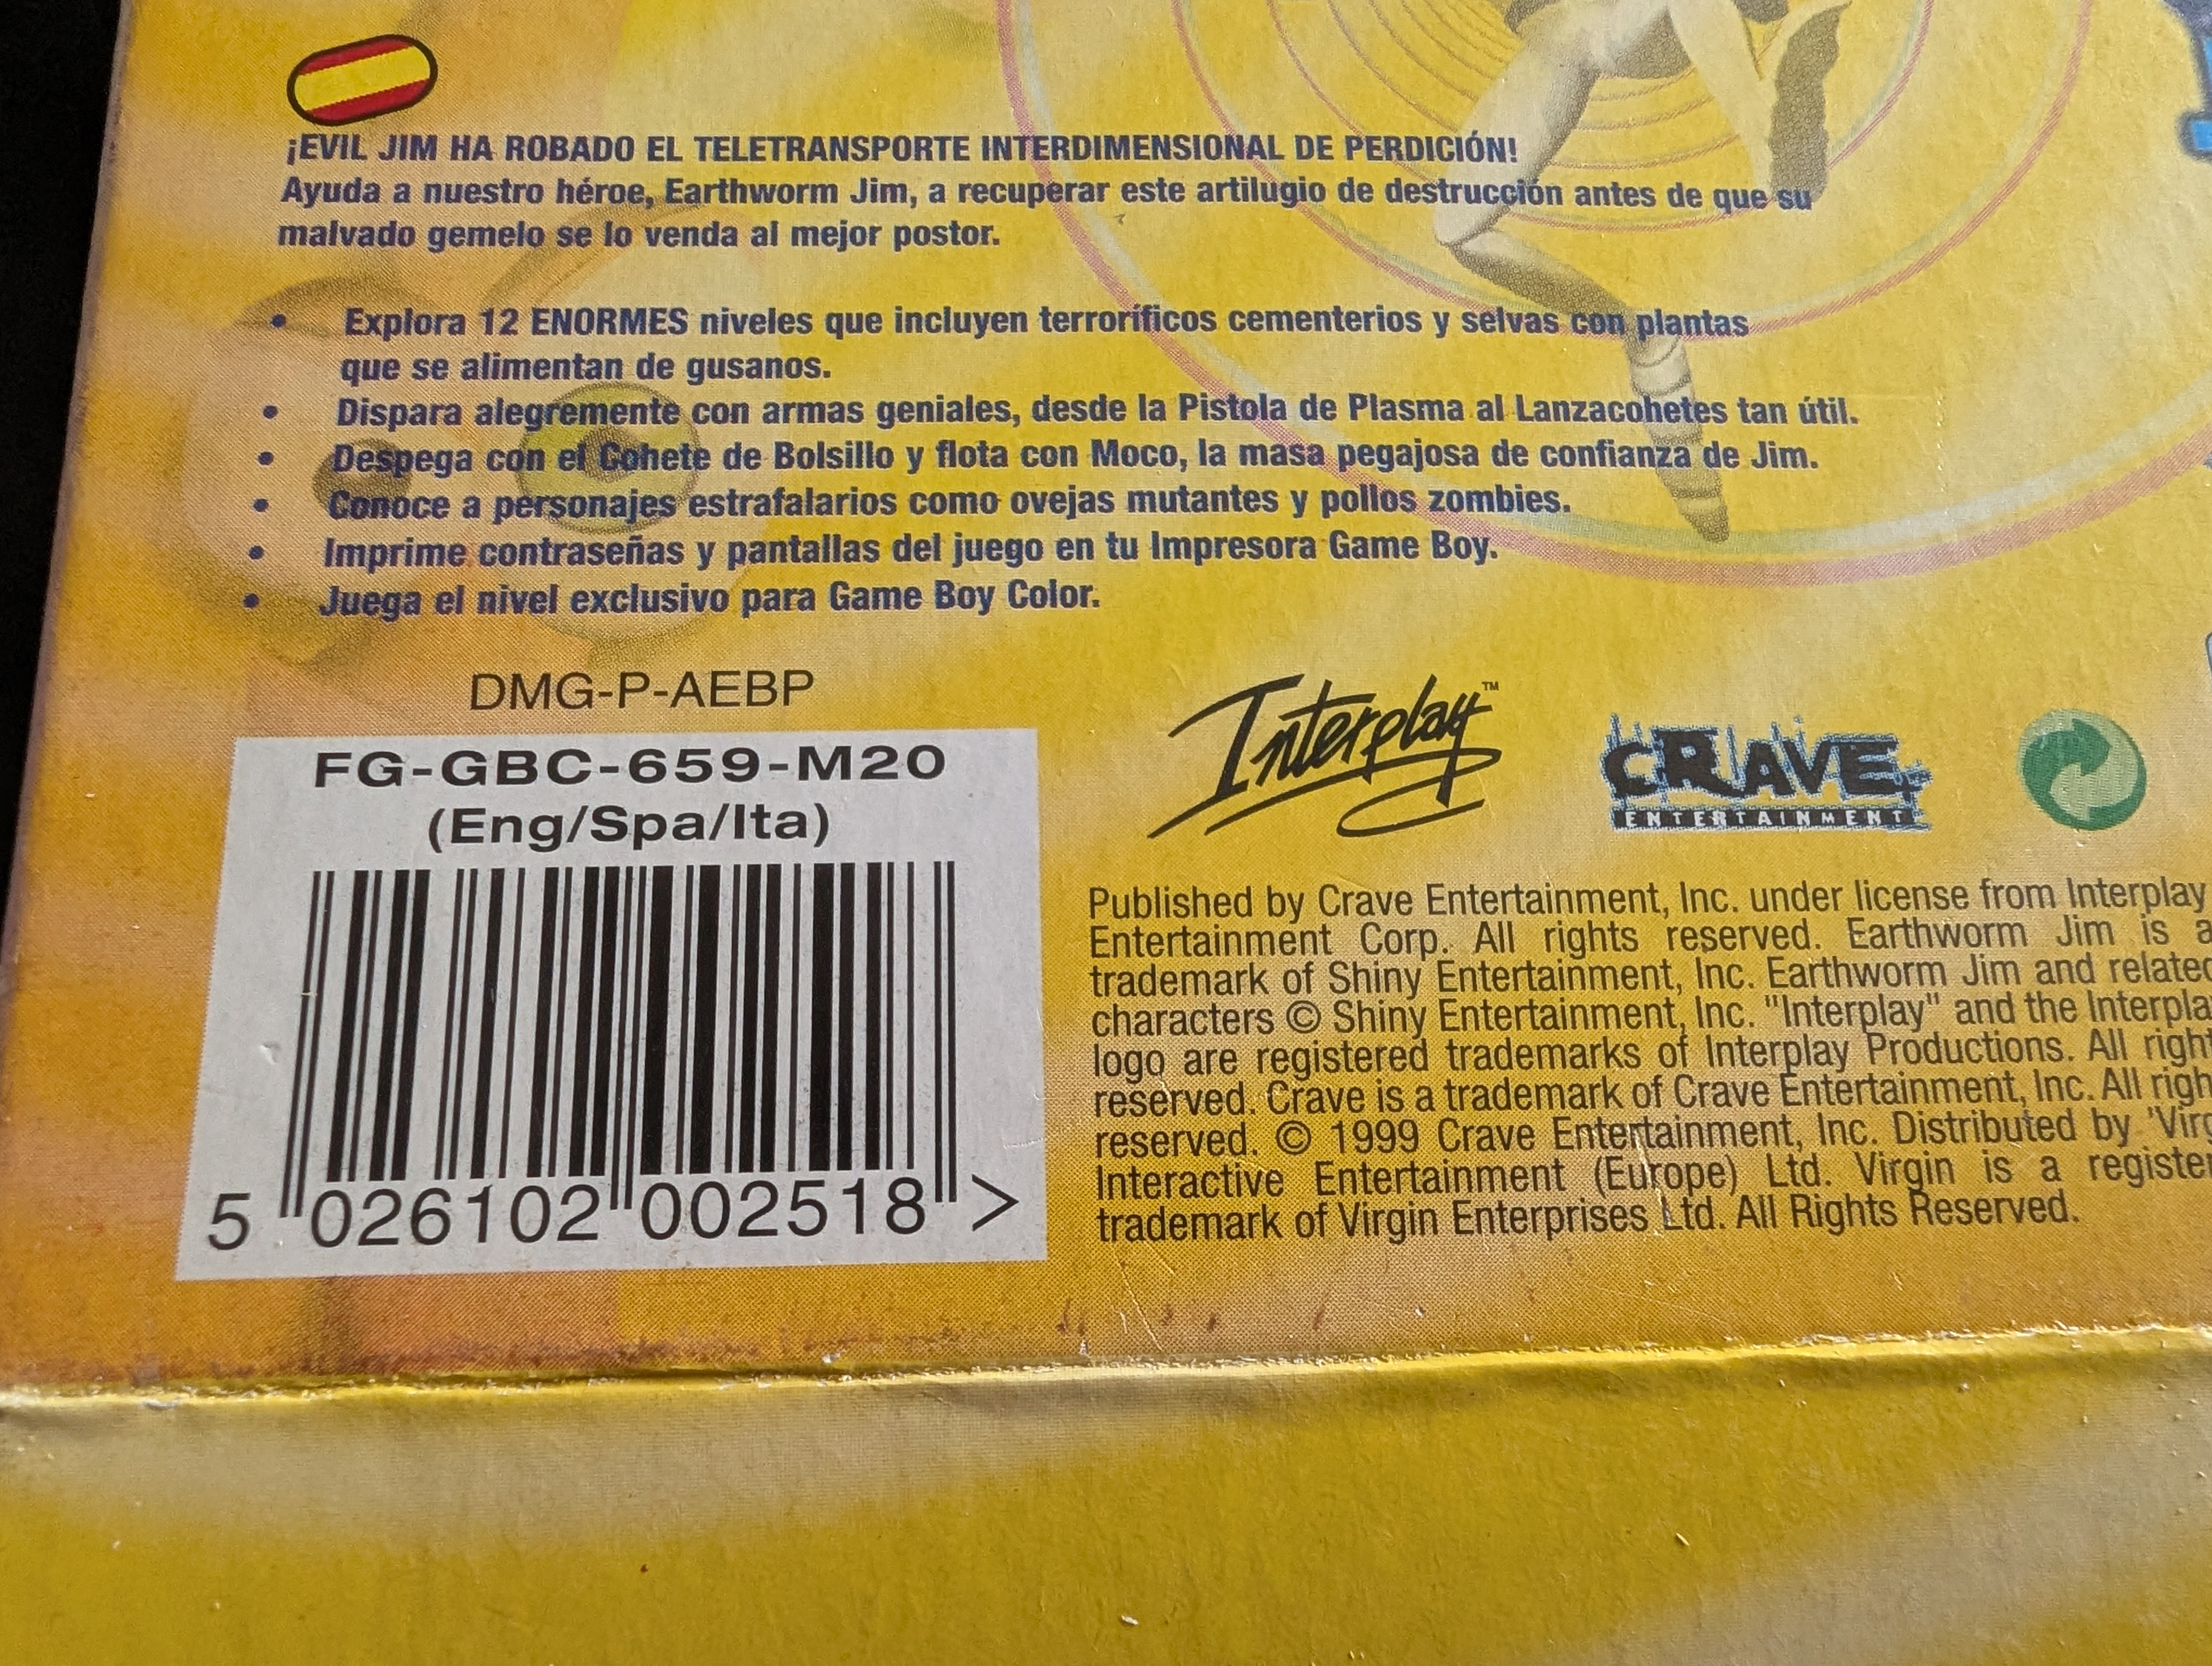 ¡EVIL JIM HA ROBADO EL TELETRANSPORTE INTERDIMENSIONAL DE PERDICIÓN!
Ayuda a nuestro héroe, Earthworm Jim, a recuperar este artilugio de destrucción antes de que su
malvado gemelo se lo venda al mejor postor.
• Explora 12 ENORMES niveles que incluyen terroríficos cementerios y selvas con plantas
que se alimentan de gusanos.
• Dispara alegremente con armas geniales, desde la Pistola de Plasma al Lanzacohetes tan útil.
• Despega con el Cohete de Bolsillo y flota con Moco, la masa pegajosa de confianza de Jim.
• Conoce a personajes estrafalarios como ovejas mutantes y pollos zombies.
• Imprime contraseñas y pantallas del juego en tu Impresora Game Boy.
• Juega el nivel exclusivo para Game Boy Color.
DMG-P-AEBP
FG-GBC-659-M20
(Eng/Spa/Ita)
5 026102 002518 >
Interplay™
CRAVE
ENTERTAINMENT
Published by Crave Entertainment, Inc. under license from Interplay
Entertainment Corp. All rights reserved. Earthworm Jim is a
trademark of Shiny Entertainment, Inc. Earthworm Jim and related
characters © Shiny Entertainment, Inc. "Interplay" and the Interpla
logo are registered trademarks of Interplay Productions. All right
reserved. Crave is a trademark of Crave Entertainment, Inc. All righ
reserved. © 1999 Crave Entertainment, Inc. Distributed by 'Virg
Interactive Entertainment (Europe) Ltd. Virgin is a register
trademark of Virgin Enterprises Ltd. All Rights Reserved.